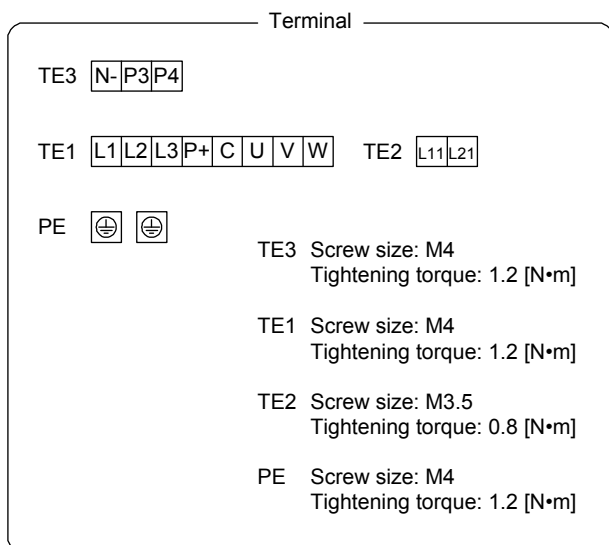 Terminal
TE3 N- P3 P4
TE1 L1 L2 L3 P+ C U V W TE2 L11 L21
PE
TE3 Screw size: M4
Tightening torque: 1.2 [N•m]
TE1 Screw size: M4
Tightening torque: 1.2 [N•m]
TE2 Screw size: M3.5
Tightening torque: 0.8 [N•m]
PE Screw size: M4
Tightening torque: 1.2 [N•m]